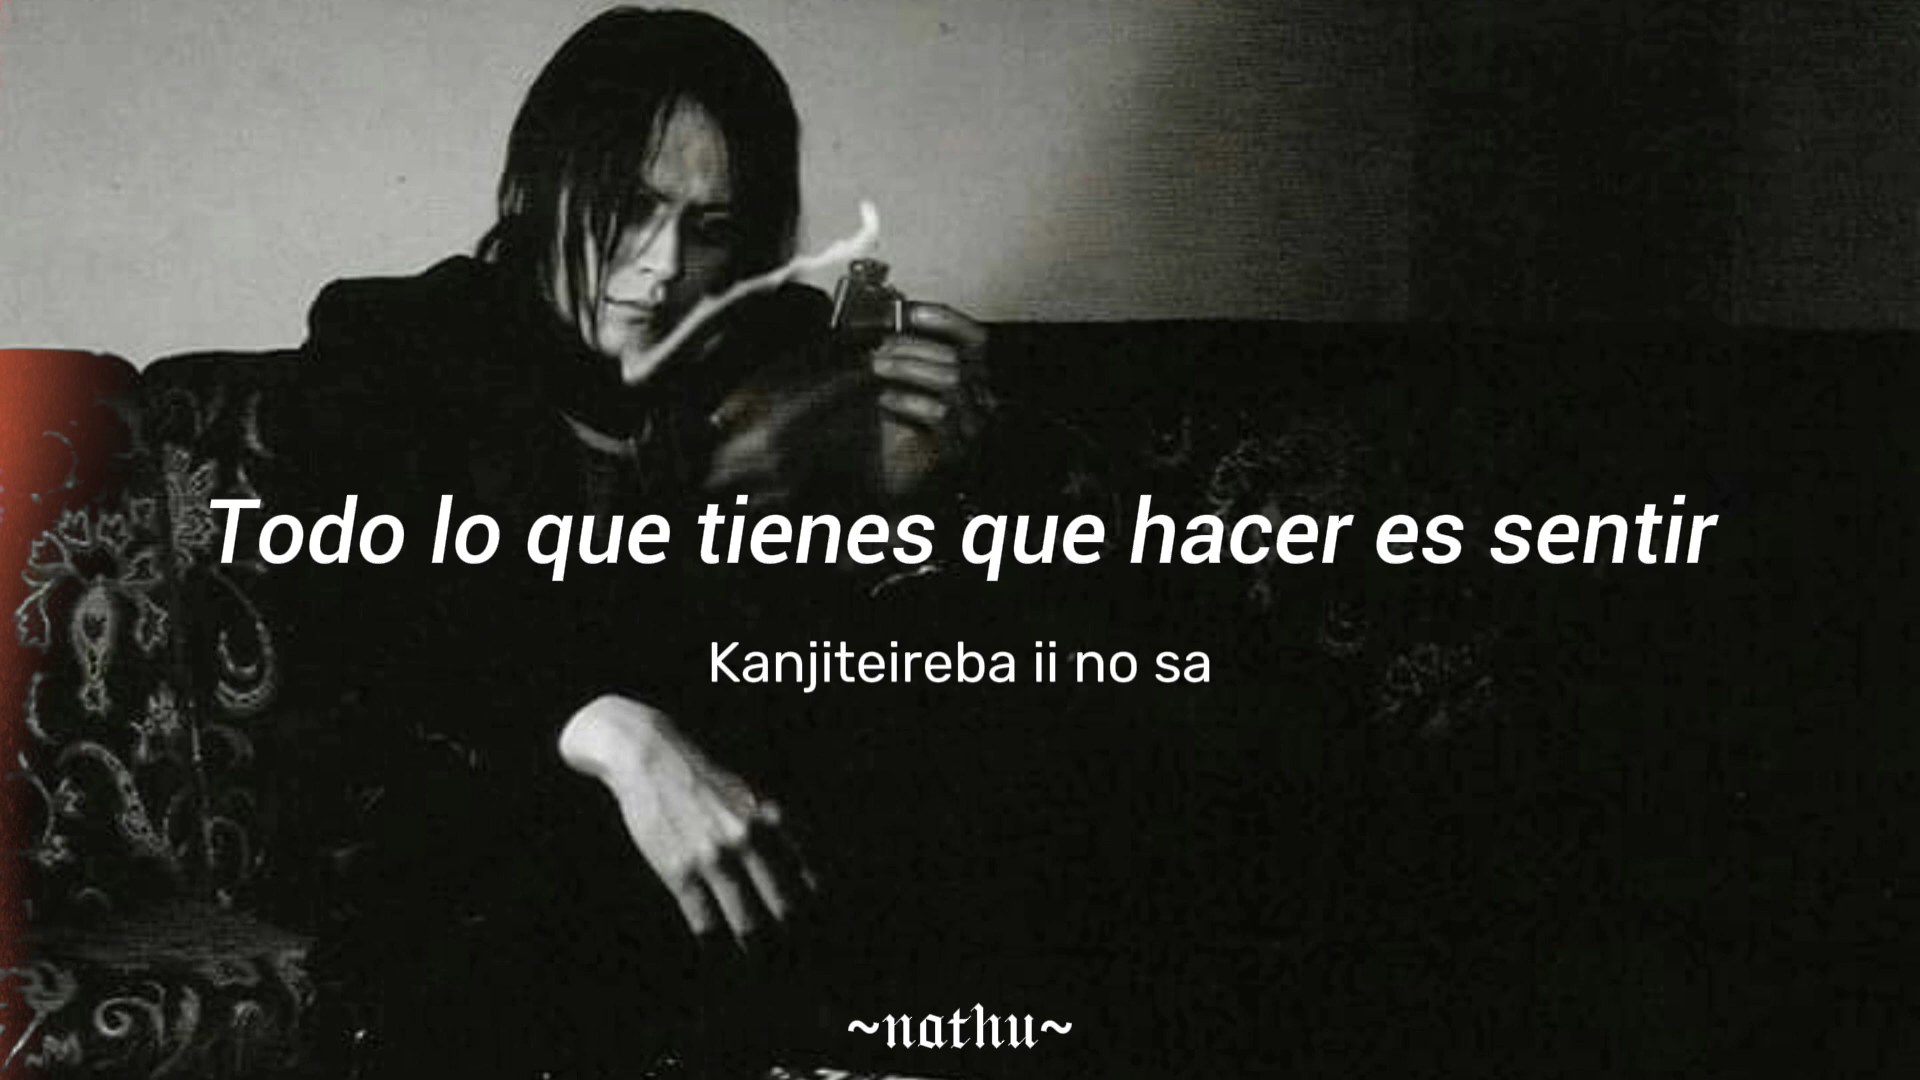 Todo lo que tienes que hacer es sentir
Kanjiteireba ii no sa
~nathu~